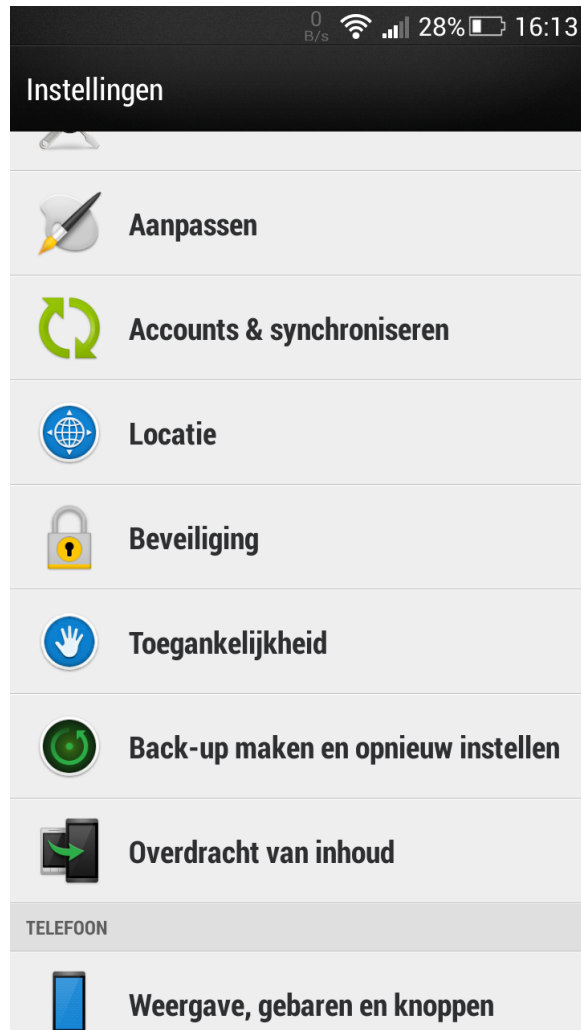 0
B/s
28%
16:13
Instellingen
Aanpassen
Accounts & synchroniseren
Locatie
Beveiliging
Toegankelijkheid
Back-up maken en opnieuw instellen
Overdracht van inhoud
TELEFOON
Weergave, gebaren en knoppen